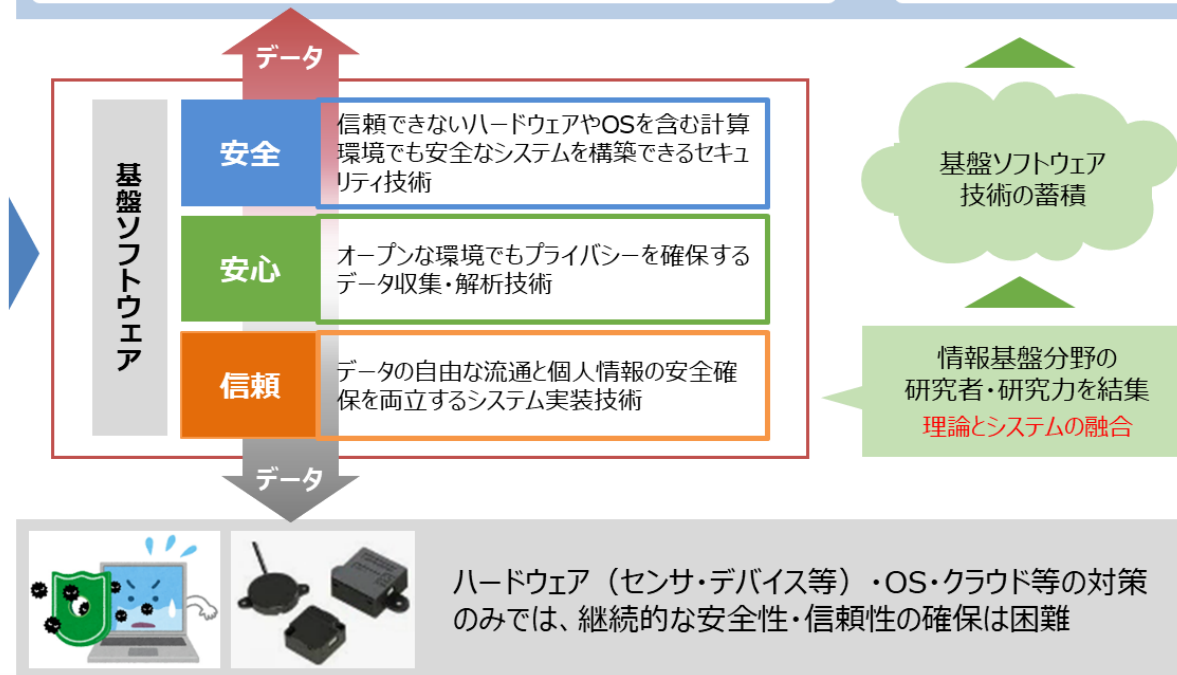 データ
基盤ソフトウェア
安全
信頼できないハードウェアやOSを含む計算
環境でも安全なシステムを構築できるセキュ
リティ技術
安心
オープンな環境でもプライバシーを確保する
データ収集・解析技術
信頼
データの自由な流通と個人情報の安全確
保を両立するシステム実装技術
データ
基盤ソフトウェア
技術の蓄積
情報基盤分野の
研究者・研究力を結集
理論とシステムの融合
ハードウェア（センサ・デバイス等）・OS・クラウド等の対策
のみでは、継続的な安全性・信頼性の確保は困難